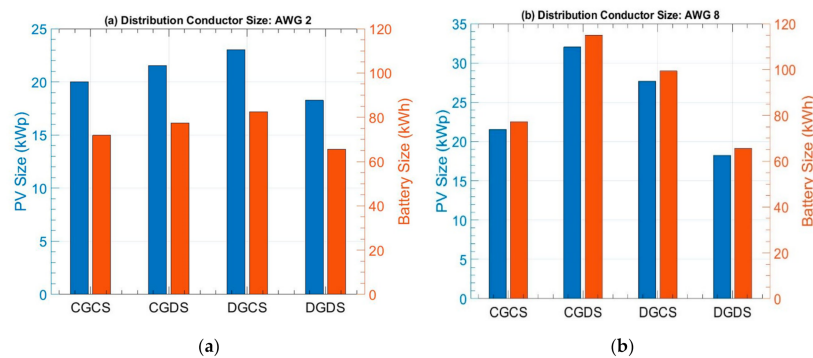 (a) Distribution Conductor Size: AWG 2
25
20
15
10
5
0
PV Size (kWp)
120
100
80
60
40
20
0
Battery Size (kWh)
CGCS CGDS DGCS DGDS
(a)
(b) Distribution Conductor Size: AWG 8
35
30
25
20
15
10
5
0
PV Size (kWp)
120
100
80
60
40
20
0
Battery Size (kWh)
CGCS CGDS DGCS DGDS
(b)